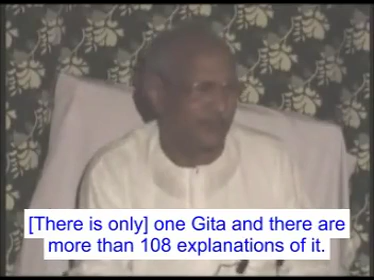 [There is only] one Gita and there are
more than 108 explanations of it.